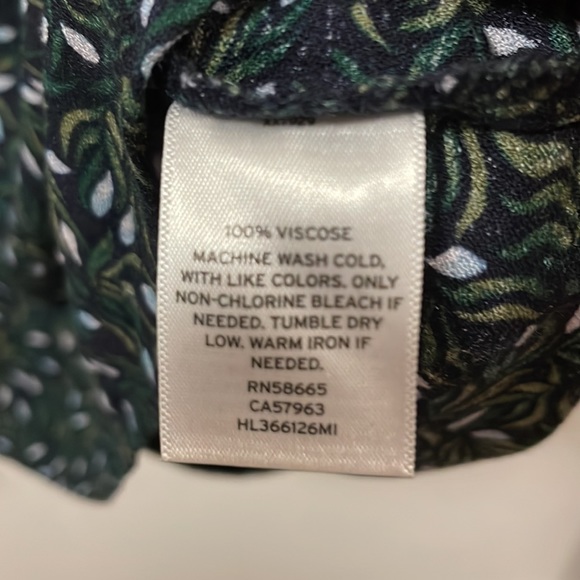 100% VISCOSE
MACHINE WASH COLD,
WITH LIKE COLORS. ONLY
NON-CHLORINE BLEACH IF
NEEDED. TUMBLE DRY
LOW. WARM IRON IF
NEEDED.
RN58665
CA57963
HL366126MI